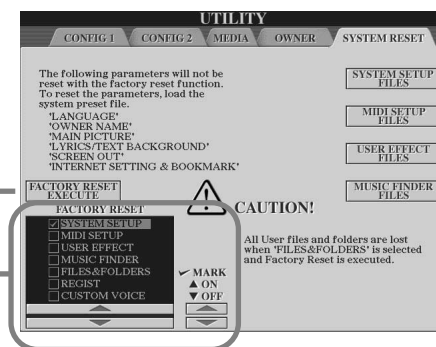 UTILITY
CONFIG 1 CONFIG 2 MEDIA OWNER SYSTEM RESET
The following parameters will not be
reset with the factory reset function.
To reset the parameters, load the
system preset file.
'LANGUAGE'
'OWNER NAME'
'MAIN PICTURE'
'LYRICS/TEXT BACKGROUND'
'SCREEN OUT'
'INTERNET SETTING & BOOKMARK'
SYSTEM SETUP
FILES
MIDI SETUP
FILES
USER EFFECT
FILES
MUSIC FINDER
FILES
FACTORY RESET
EXECUTE
FACTORY RESET
SYSTEM SETUP
MIDI SETUP
USER EFFECT
MUSIC FINDER
FILES&FOLDERS
REGIST
CUSTOM VOICE
✓ MARK
▲ ON
▼ OFF
CAUTION!
All User files and folders are lost
when 'FILES&FOLDERS' is selected
and Factory Reset is executed.